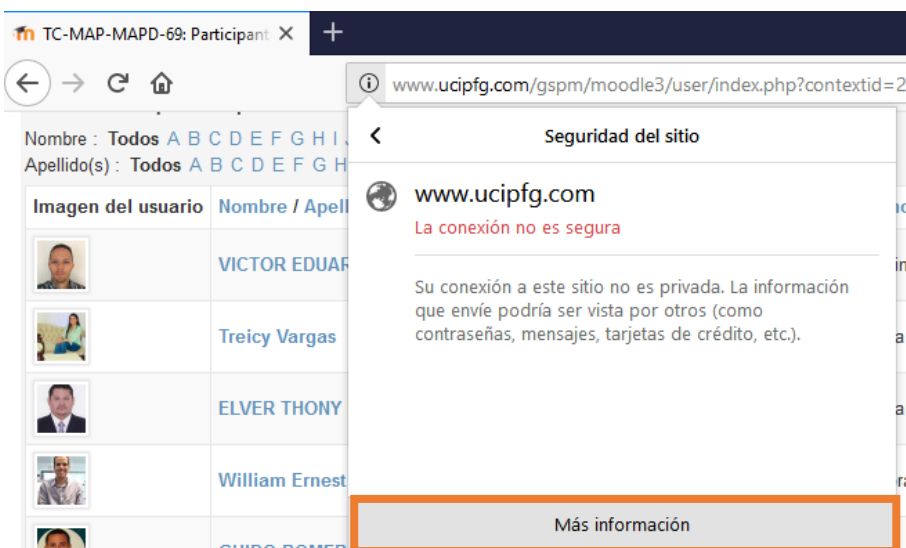 TC-MAP-MAPD-69: Participant
www.ucipfg.com/gspm/moodle3/user/index.php?contextid=2
Nombre : Todos A B C D E F G H I
Apellido(s) : Todos A B C D E F G H
Seguridad del sitio
Imagen del usuario Nombre / Apell
www.ucipfg.com
La conexión no es segura
VICTOR EDUAR
Su conexión a este sitio no es privada. La información
que envíe podría ser vista por otros (como
contraseñas, mensajes, tarjetas de crédito, etc.).
Treicy Vargas
ELVER THONY
William Ernest
Más información